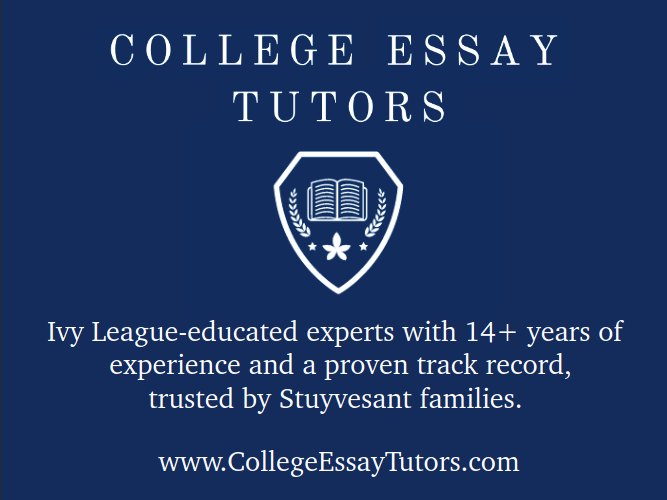 COLLEGE ESSAY
TUTORS
Ivy League-educated experts with 14+ years of
experience and a proven track record,
trusted by Stuyvesant families.
www.CollegeEssayTutors.com